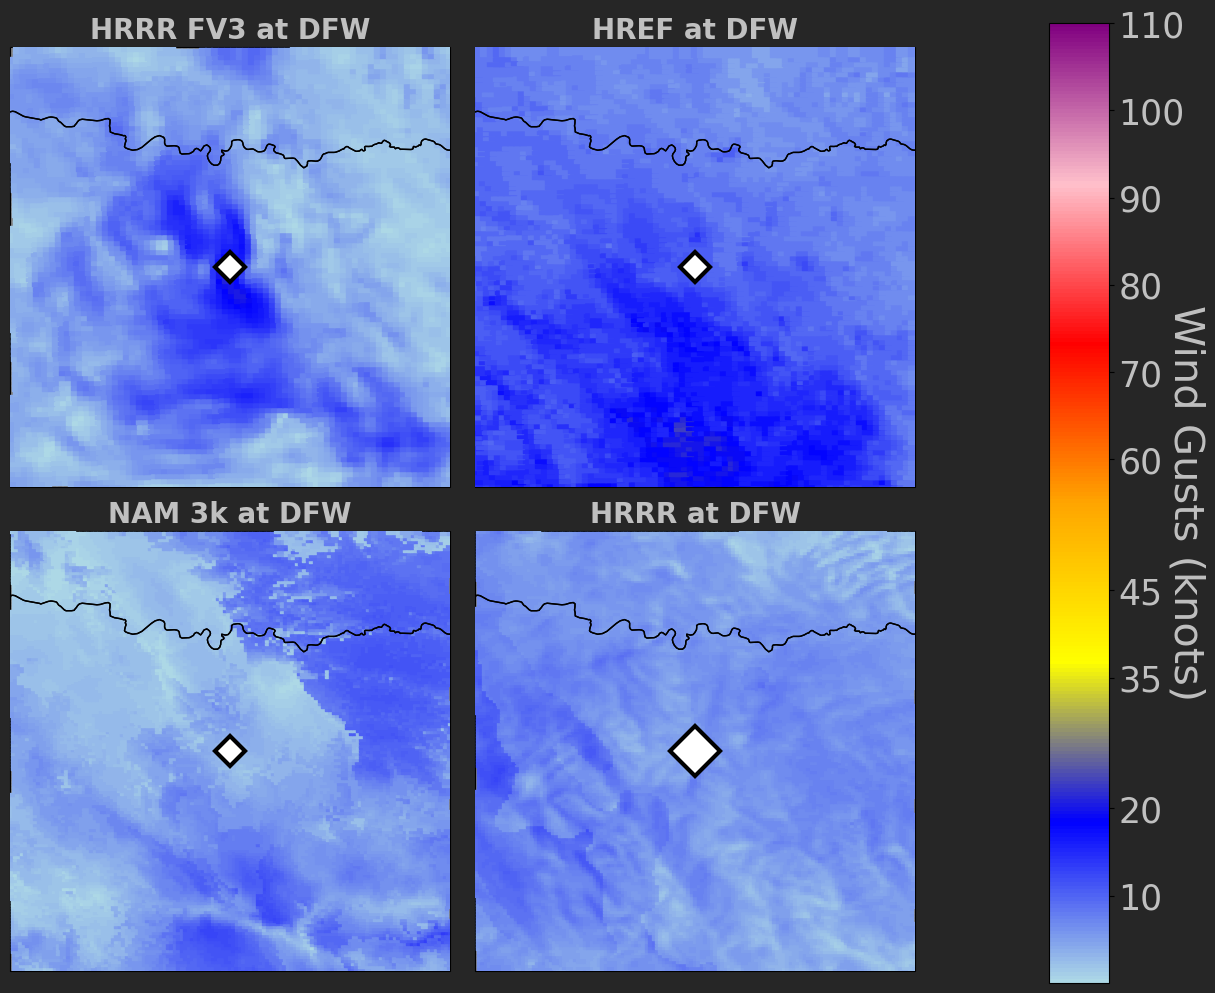 HRRR FV3 at DFW
HREF at DFW
NAM 3k at DFW
HRRR at DFW
110
100
90
80
70
60
45
35
20
10
Wind Gusts (knots)